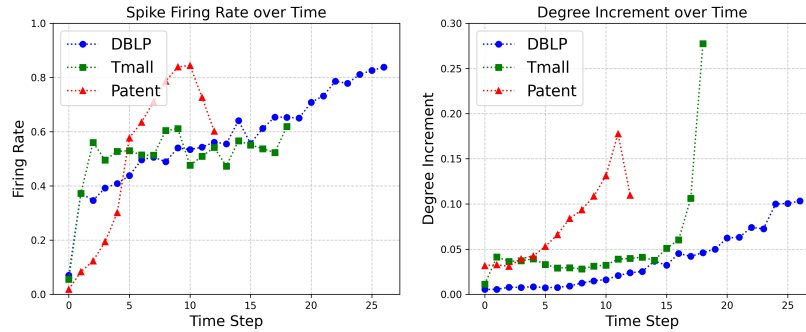 Spike Firing Rate over Time
1.0
0.8
0.6
0.4
0.2
0.0
Firing Rate
DBLP
Tmall
Patent
0
5
10
15
20
25
Time Step
Degree Increment over Time
0.30
0.25
0.20
0.15
0.10
0.05
0.00
Degree Increment
DBLP
Tmall
Patent
0
5
10
15
20
25
Time Step